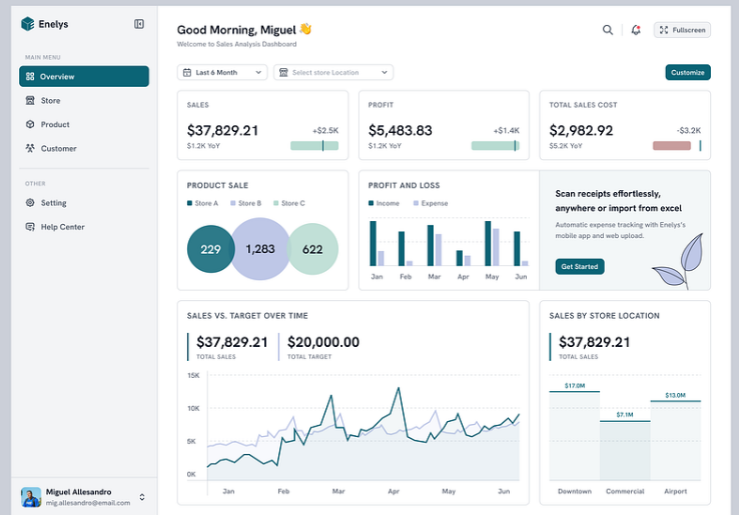 Enelys
MAIN MENU
Overview
Store
Product
Customer
OTHER
Setting
Help Center
Miguel Allesandro
mig.allesandro@email.com
Good Morning, Miguel 👋
Welcome to Sales Analysis Dashboard
Fullscreen
Last 6 Month
Select store Location
Customize
SALES
$37,829.21
+$2.5K
$1.2K YoY
PROFIT
$5,483.83
+$1.4K
$1.2K YoY
TOTAL SALES COST
$2,982.92
-$3.2K
$5.2K YoY
PRODUCT SALE
Store A Store B Store C
229 1,283 622
PROFIT AND LOSS
Income Expense
Jan Feb Mar Apr May Jun
Scan receipts effortlessly,
anywhere or import from excel
Automatic expense tracking with Enelys's
mobile app and web upload.
Get Started
SALES VS. TARGET OVER TIME
$37,829.21
TOTAL SALES
$20,000.00
TOTAL TARGET
15K
10K
5K
0K
Jan Feb Mar Apr May Jun
SALES BY STORE LOCATION
$37,829.21
TOTAL SALES
$17.0M
$7.1M
$13.0M
Downtown Commercial Airport